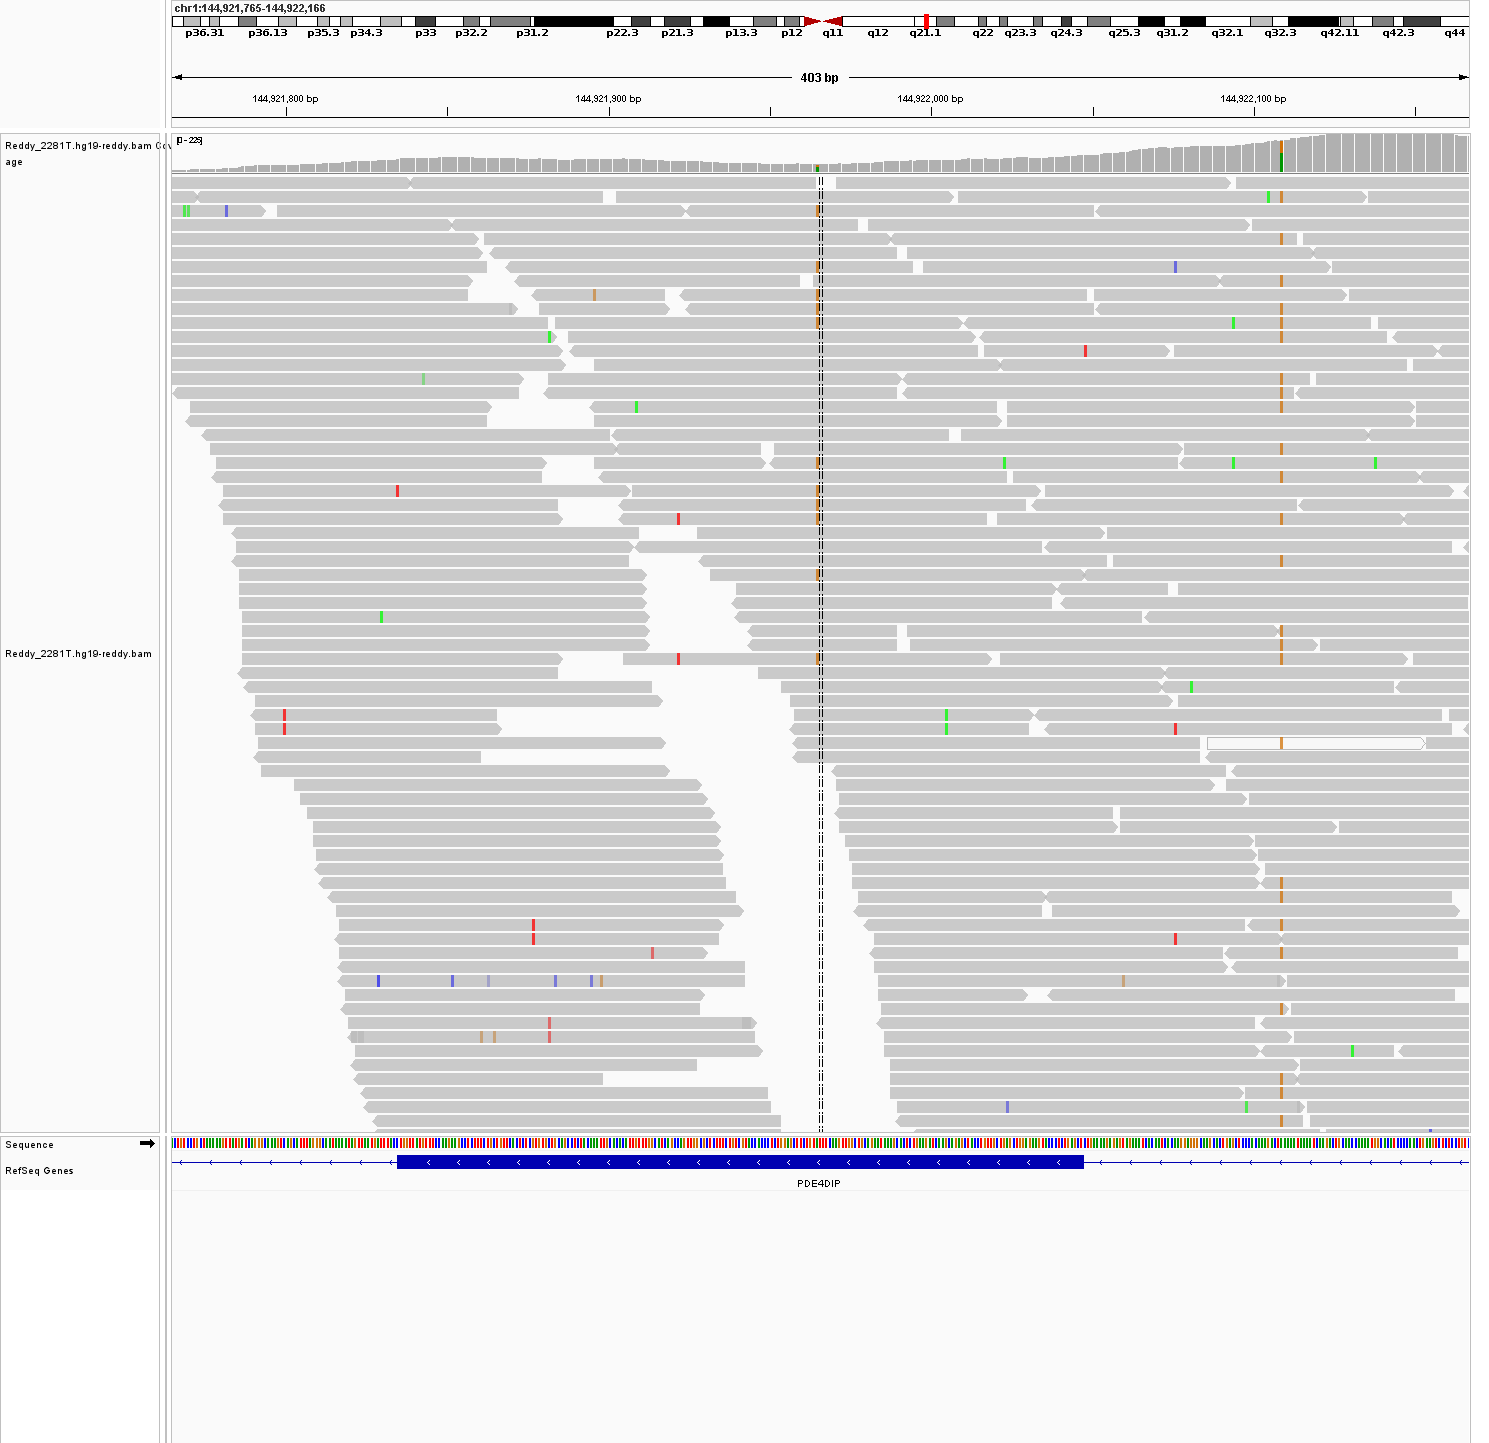 chr1:144,921,765-144,922,166
p36.31 p36.13 p35.3 p34.3 p33 p32.2 p31.2 p22.3 p21.3 p13.3 p12 q11 q12 q21.1 q22 q23.3 q24.3 q25.3 q31.2 q32.1 q32.3 q42.11 q42.3 q44
403 bp
144,921,800 bp 144,921,900 bp 144,922,000 bp 144,922,100 bp
[0 - 225]
Reddy_2281T.hg19-reddy.bam Cov
age
Reddy_2281T.hg19-reddy.bam
Sequence
RefSeq Genes
PDE4DIP